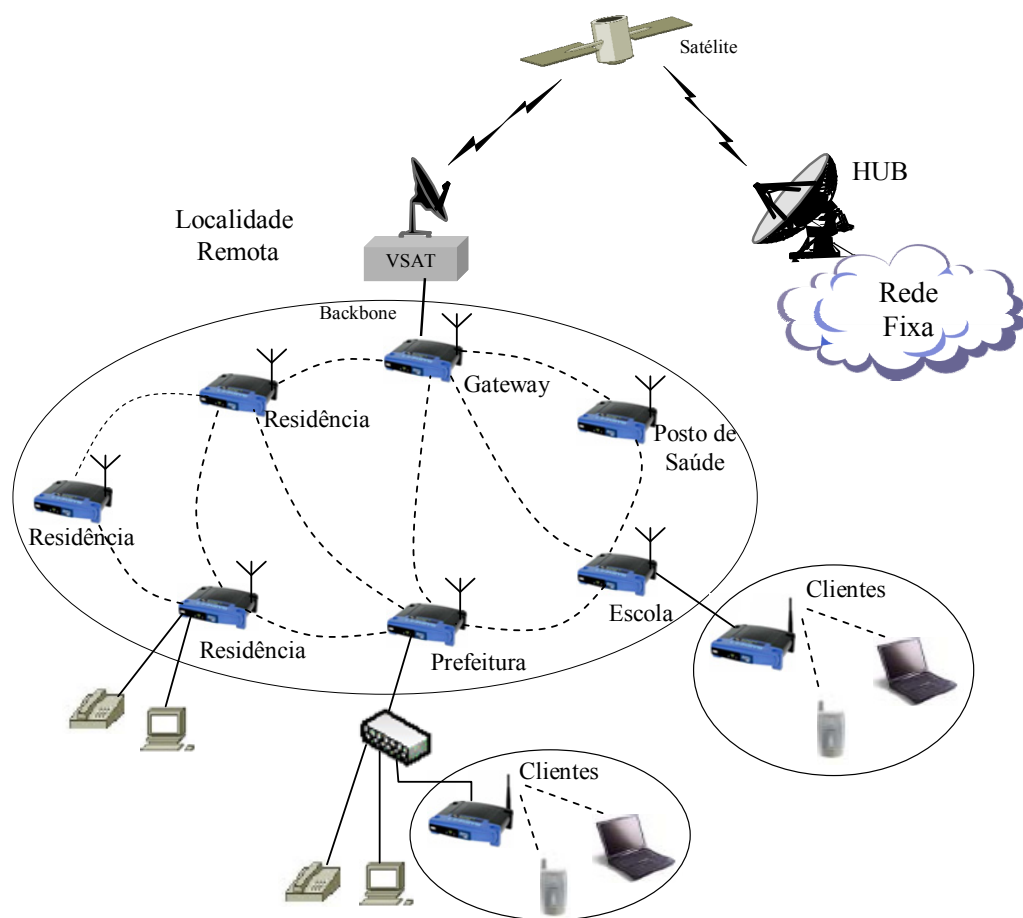 Satélite
HUB
Localidade
Remota
VSAT
Rede
Fixa
Backbone
Gateway
Residência
Posto de
Saúde
Residência
Escola
Clientes
Residência
Prefeitura
Clientes